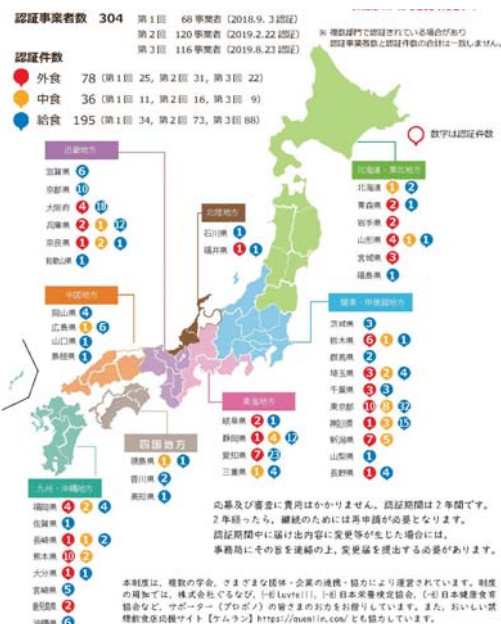 認証事業者数 304
第1回 68事業者(2018.9. 3認証)
第2回 120事業者(2019.2.22認証)
第3回 116事業者(2019.8.23認証)
※ 複数部門で認証されている場合があり
認証事業者数と認証件数の合計は一致しません。
認証件数
外食 78 (第1回 25, 第2回 31, 第3回 22)
中食 36 (第1回 11, 第2回 16, 第3回 9)
給食 195 (第1回 34, 第2回 73, 第3回 88)
数字は認証件数
近畿地方
滋賀県 6
京都県 10
大阪府 4 18
兵庫県 2 1 12
奈良県 1 2 1
和歌山県 1
北陸地方
石川県 1
福井県 1 1
北海道・東北地方
北海道 1 2
青森県 2 1
岩手県 2
山形県 4 1 1
宮城県 3
福島県 1
中国地方
岡山県 4
広島県 1 6
山口県 1
島根県 1
関東・甲信越地方
茨城県 3
栃木県 6 1 1
群馬県 2
埼玉県 3 2 4
千葉県 3 3
東京都 10 8 32
神奈川県 1 3 15
新潟県 7 5
山梨県 1
長野県 1 4
東海地方
岐阜県 2 1
静岡県 1 4 12
愛知県 7 23
三重県 1 4
四国地方
徳島県 1 1
香川県 2
高知県 1
九州・沖縄地方
福岡県 4 2 4
佐賀県 1
長崎県 1 1 2
熊本県 10 2
大分県 1 1
宮崎県 5
鹿児島県 2
沖縄県 6
応募及び審査に費用はかかりません。認証期間は2年間です。
2年経ったら、継続のためには再申請が必要となります。
認証期間中に届け出内容に変更等が生じた場合には、
事務局にその旨を連絡の上,変更届を提出する必要があります。
本制度は、複数の学会、さまざまな団体・企業の連携・協力により運営されています。制度
の周知では、株式会社ぐるなび、(一社)Luvtelli、(一社)日本栄養検定協会、(一社)日本健康食育
協会など、サポーター(プロボノ)の皆さまのお力をお借りしています。また、おいしい禁
煙飲食店応援サイト【ケムラン】https://quemlin.com/とも協力しています。